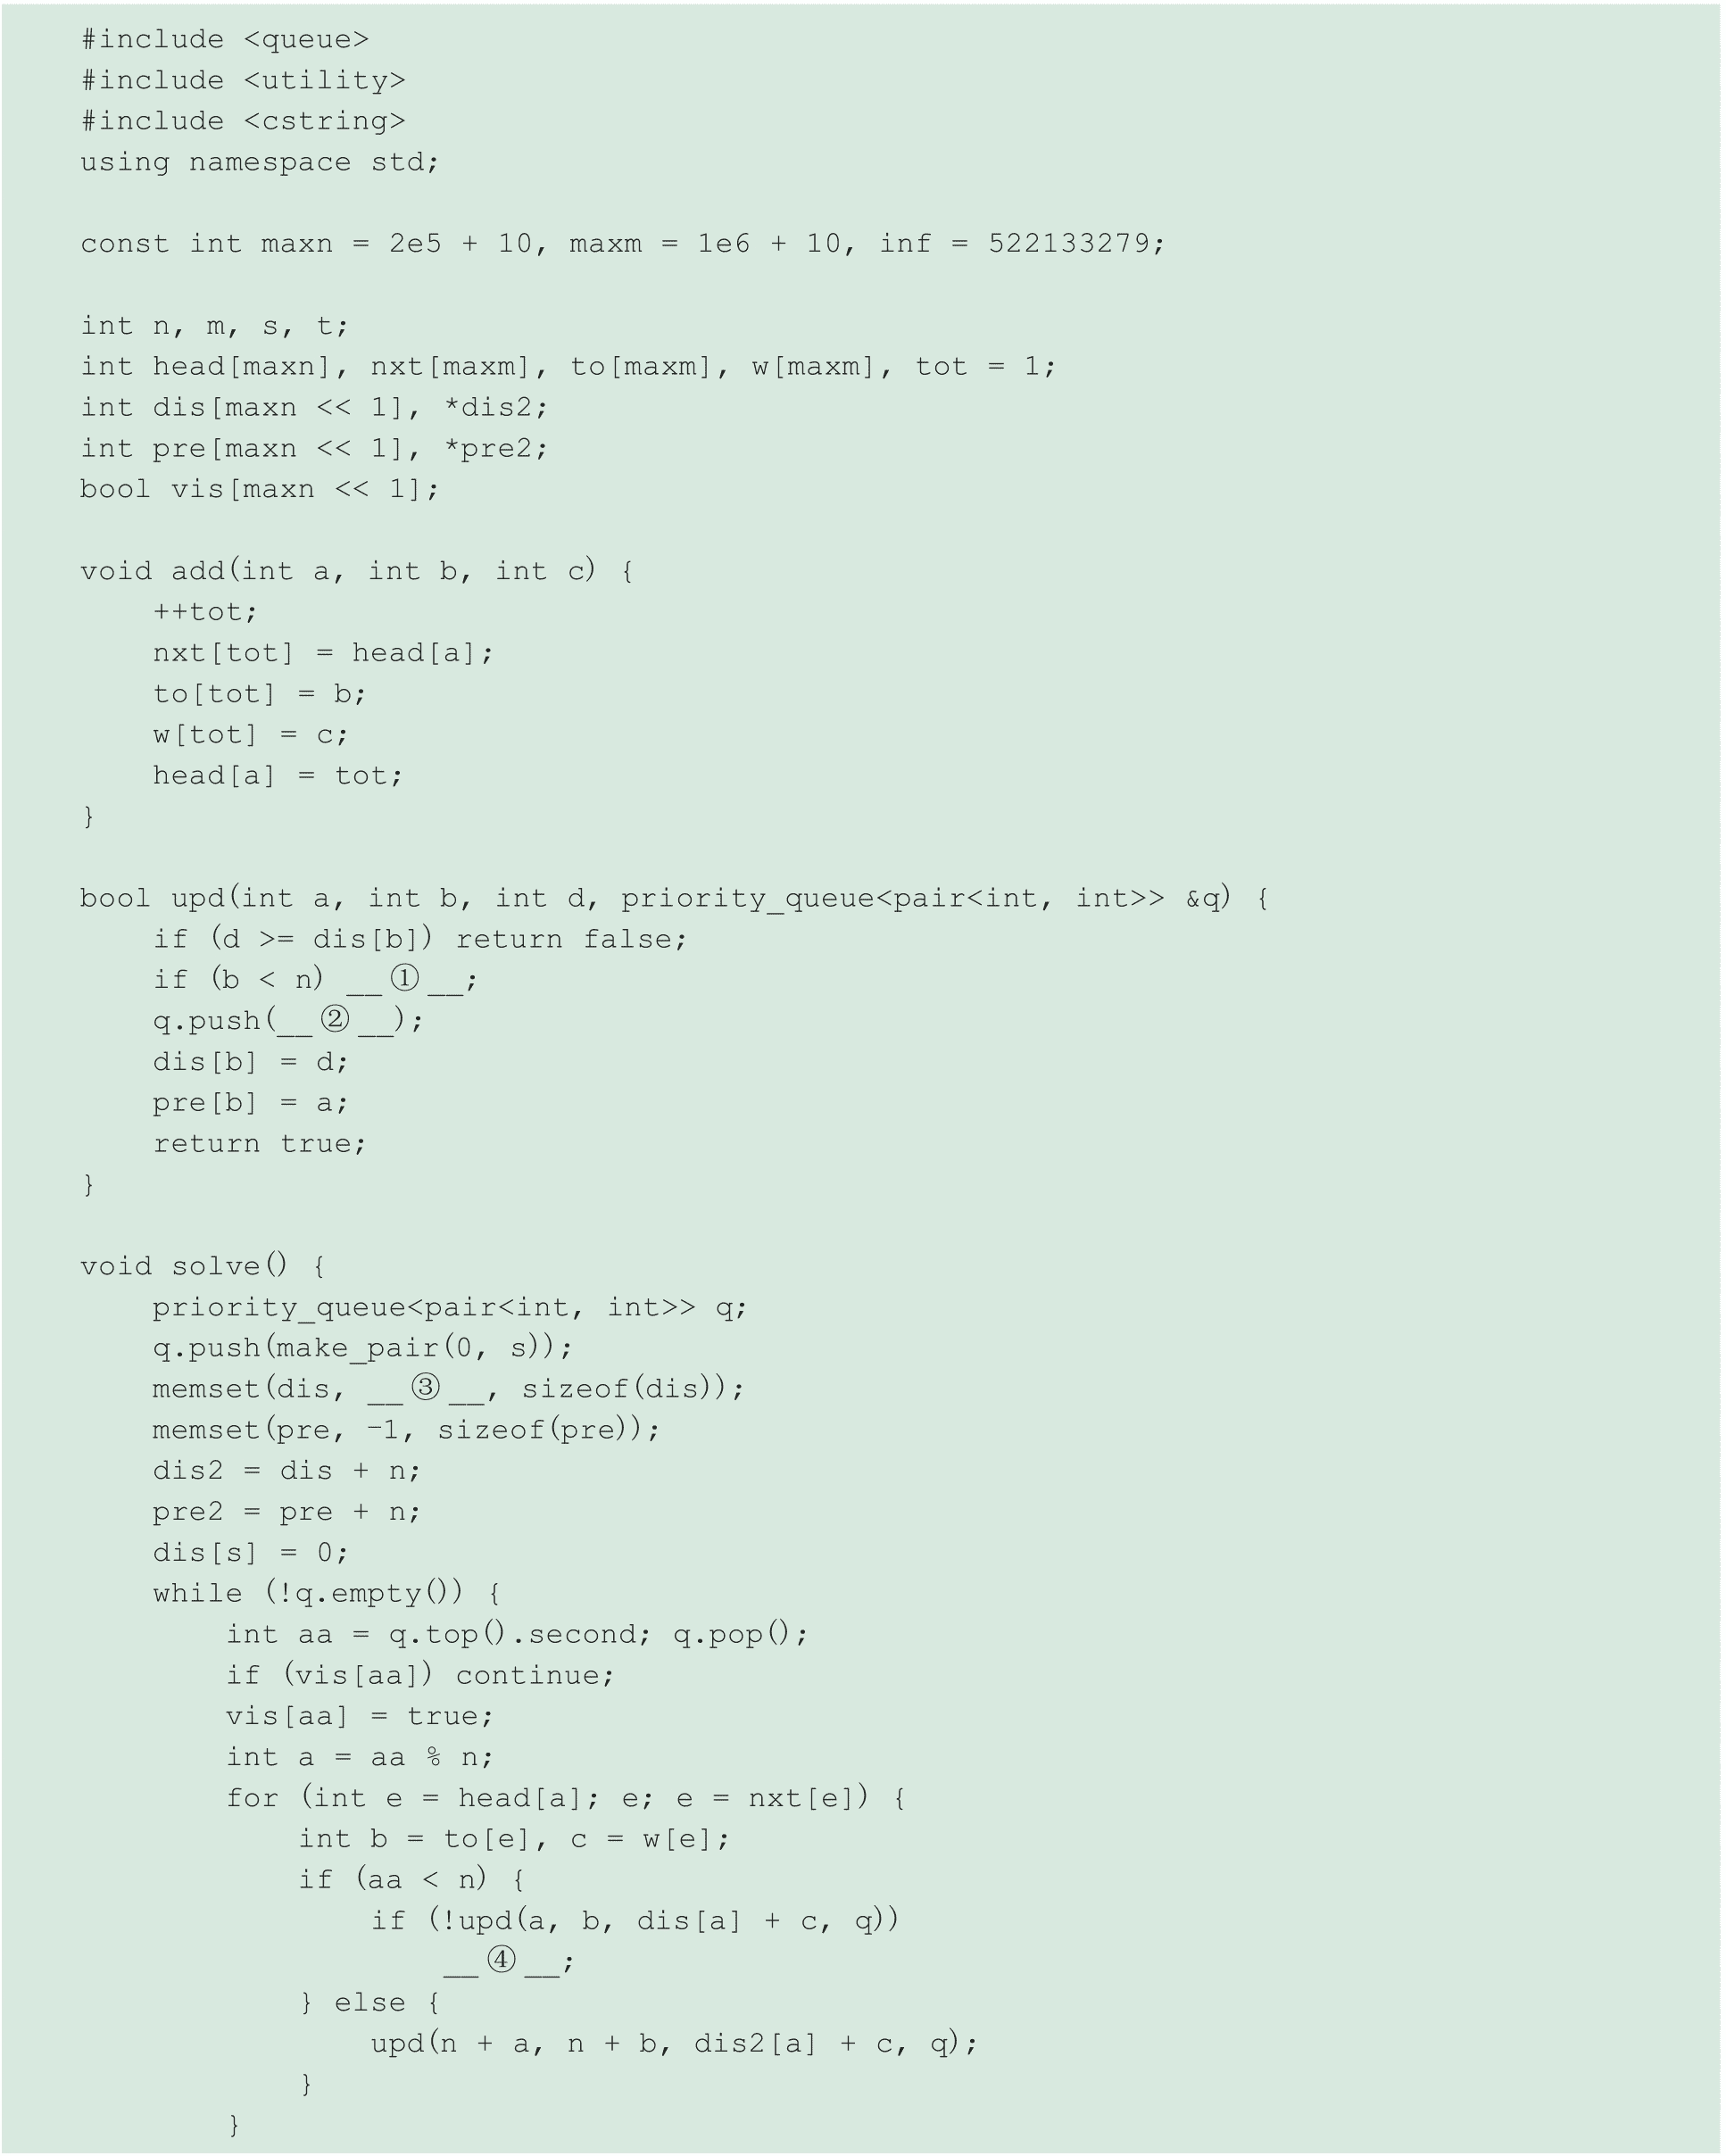 #include <queue>
#include <utility>
#include <cstring>
using namespace std;

const int maxn = 2e5 + 10, maxm = 1e6 + 10, inf = 522133279;

int n, m, s, t;
int head[maxn], nxt[maxm], to[maxm], w[maxm], tot = 1;
int dis[maxn << 1], *dis2;
int pre[maxn << 1], *pre2;
bool vis[maxn << 1];

void add(int a, int b, int c) {
    ++tot;
    nxt[tot] = head[a];
    to[tot] = b;
    w[tot] = c;
    head[a] = tot;
}

bool upd(int a, int b, int d, priority_queue<pair<int, int>> &q) {
    if (d >= dis[b]) return false;
    if (b < n) __①__;
    q.push(__②__);
    dis[b] = d;
    pre[b] = a;
    return true;
}

void solve() {
    priority_queue<pair<int, int>> q;
    q.push(make_pair(0, s));
    memset(dis, __③__, sizeof(dis));
    memset(pre, -1, sizeof(pre));
    dis2 = dis + n;
    pre2 = pre + n;
    dis[s] = 0;
    while (!q.empty()) {
        int aa = q.top().second; q.pop();
        if (vis[aa]) continue;
        vis[aa] = true;
        int a = aa % n;
        for (int e = head[a]; e; e = nxt[e]) {
            int b = to[e], c = w[e];
            if (aa < n) {
                if (!upd(a, b, dis[a] + c, q))
                    __④__;
            } else {
                upd(n + a, n + b, dis2[a] + c, q);
            }
        }